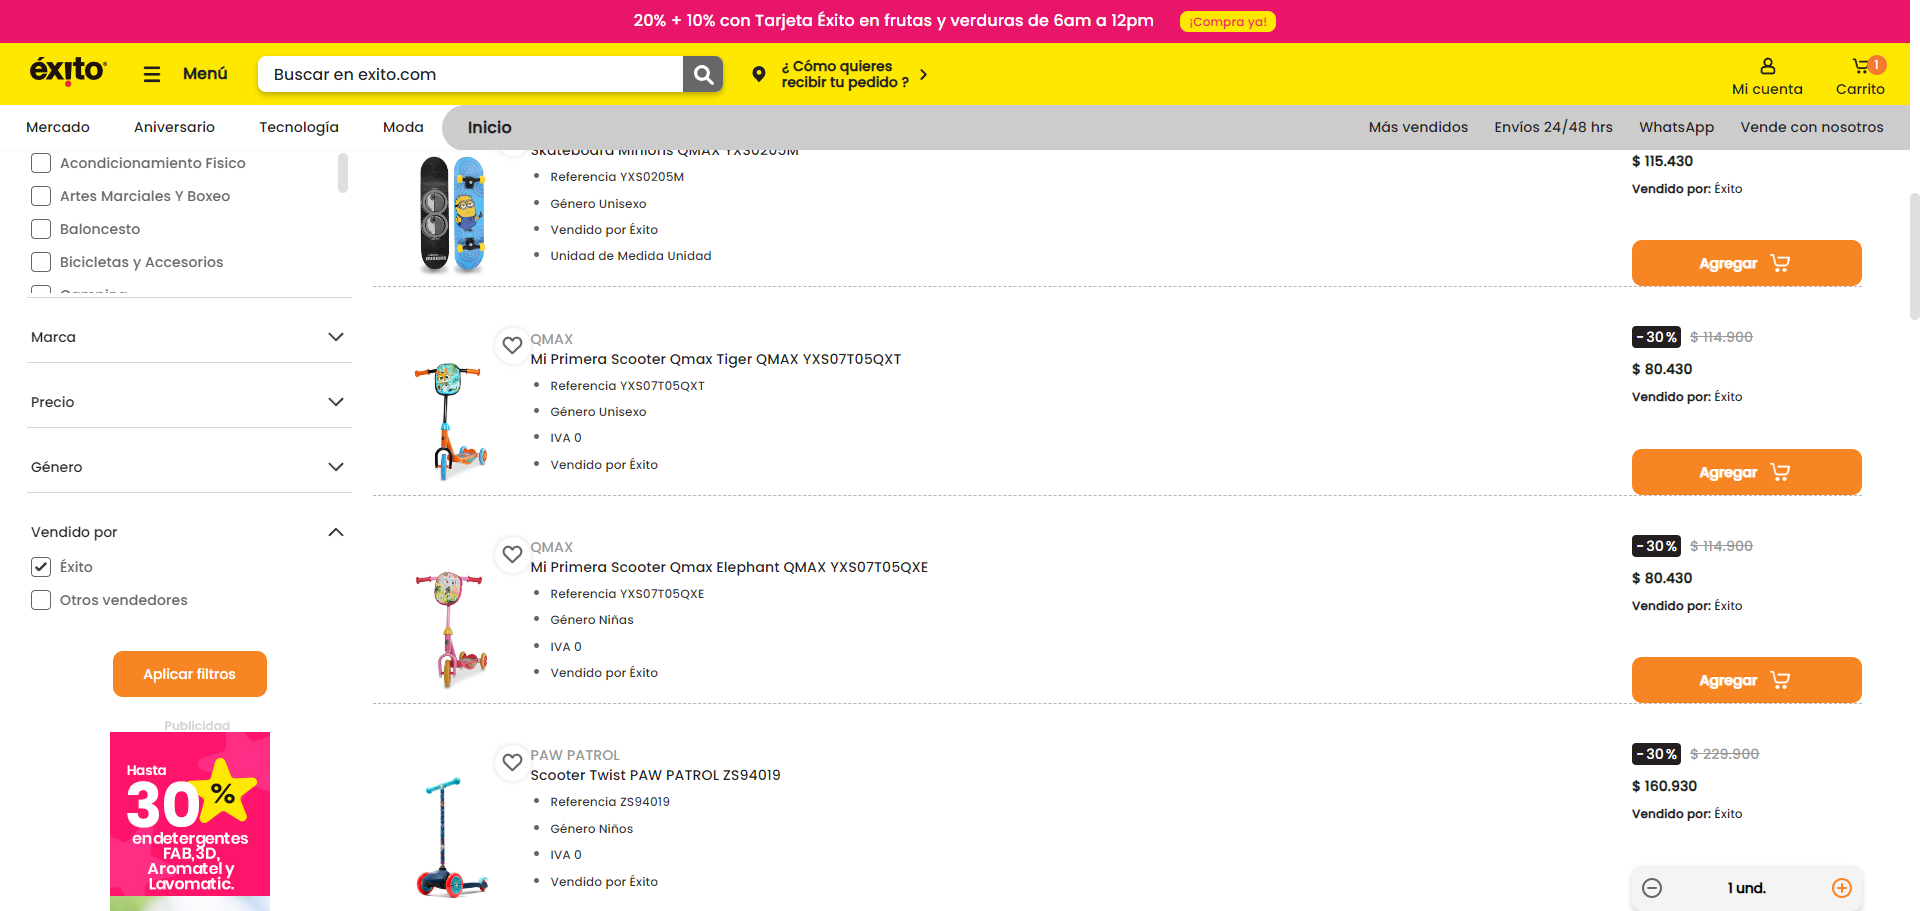 20% + 10% con Tarjeta Éxito en frutas y verduras de 6am a 12pm
¡Compra ya!
éxito
Menú
Buscar en exito.com
¿ Cómo quieres
recibir tu pedido ?
Mi cuenta
1
Carrito
Mercado
Aniversario
Tecnología
Moda
Inicio
Más vendidos
Envíos 24/48 hrs
WhatsApp
Vende con nosotros
Acondicionamiento Fisico
Artes Marciales Y Boxeo
Baloncesto
Bicicletas y Accesorios
Camping
Marca
Precio
Género
Vendido por
Éxito
Otros vendedores
Aplicar filtros
Publicidad
Hasta
30%
en detergentes
FAB,3D,
Aromatel y
Lavomatic.
Skateboard Minions QMAX YXS0205M
Referencia YXS0205M
Género Unisexo
Vendido por Éxito
Unidad de Medida Unidad
$ 115.430
Vendido por: Éxito
Agregar
QMAX
Mi Primera Scooter Qmax Tiger QMAX YXS07T05QXT
Referencia YXS07T05QXT
Género Unisexo
IVA 0
Vendido por Éxito
-30% $ 114.900
$ 80.430
Vendido por: Éxito
Agregar
QMAX
Mi Primera Scooter Qmax Elephant QMAX YXS07T05QXE
Referencia YXS07T05QXE
Género Niñas
IVA 0
Vendido por Éxito
-30% $ 114.900
$ 80.430
Vendido por: Éxito
Agregar
PAW PATROL
Scooter Twist PAW PATROL ZS94019
Referencia ZS94019
Género Niños
IVA 0
Vendido por Éxito
-30% $ 229.900
$ 160.930
Vendido por: Éxito
1 und.